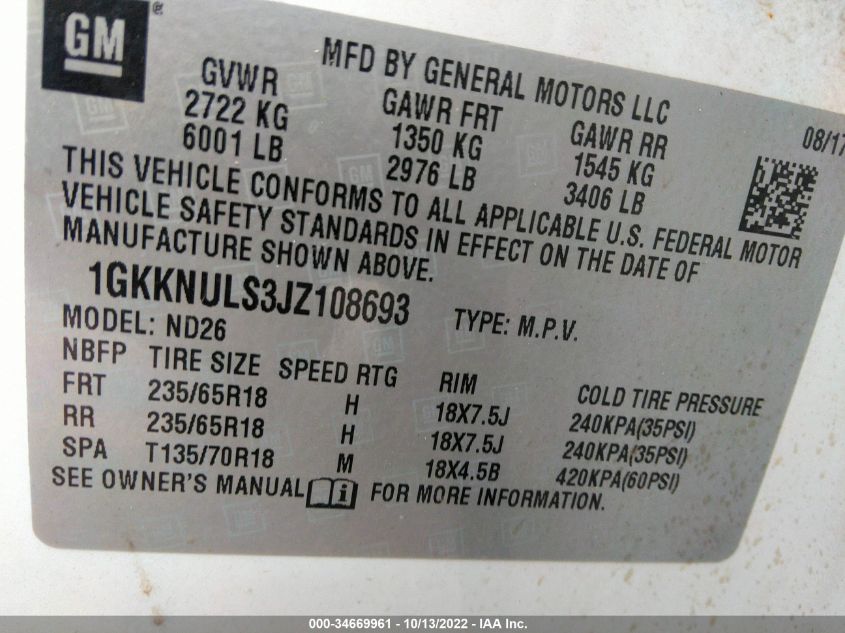 GM ®
MFD BY GENERAL MOTORS LLC
GVWR GAWR FRT GAWR RR 08/17
2722 KG 1350 KG 1545 KG
6001 LB 2976 LB 3406 LB
THIS VEHICLE CONFORMS TO ALL APPLICABLE U.S. FEDERAL MOTOR
VEHICLE SAFETY STANDARDS IN EFFECT ON THE DATE OF
MANUFACTURE SHOWN ABOVE.
1GKKNULS3JZ108693 TYPE: M.P.V.
MODEL: ND26
NBFP TIRE SIZE SPEED RTG RIM COLD TIRE PRESSURE
FRT 235/65R18 H 18X7.5J 240KPA(35PSI)
RR 235/65R18 H 18X7.5J 240KPA(35PSI)
SPA T135/70R18 M 18X4.5B 420KPA(60PSI)
SEE OWNER'S MANUAL i FOR MORE INFORMATION.
000-34669961 - 10/13/2022 - IAA Inc.